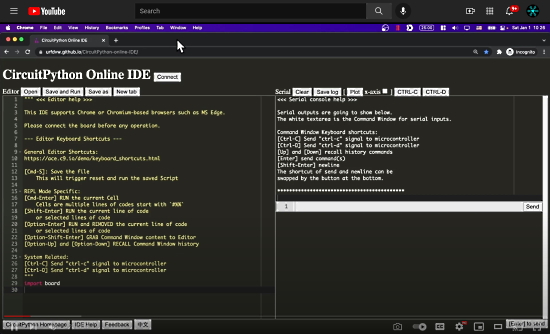 YouTube
Search
9+
Chrome File Edit View History Bookmarks Profiles Tab Window Help
Sat Jan 1 10:26
CircuitPython Online IDE
urfdvw.github.io/CircuitPython-online-IDE/
Incognito
CircuitPython Online IDE Connect
Editor Open Save and Run Save as New tab
Serial Clear Save log [ Plot x-axis ] CTRL-C CTRL-D
1 """ <<< Editor help >>>
2
3 This IDE supports Chrome or Chromium-based browsers such as MS Edge.
4
5 Please connect the board before any operation.
6
7 --- Editor Keyboard Shortcuts ---
8
9 General Editor Shortcuts:
10 https://ace.c9.io/demo/keyboard_shortcuts.html
11
12 [Cmd-S]: Save the file
13 This will trigger reset and run the saved Script
14
15 REPL Mode Specific:
16 [Cmd-Enter] RUN the current Cell
17 Cells are multiple lines of codes start with '#%%'
18 [Shift-Enter] RUN the current line of code
19 or selected lines of code
20 [Option-Enter] RUN and REMOVED the current line of code
21 or selected lines of code
22 [Option-Shift-Enter] GRAB Command Window content to Editor
23 [Option-Up] and [Option-Down] RECALL Command Window history
24
25 System Related:
26 [Ctrl-C] Send "ctrl-c" signal to microcontroller
27 [Ctrl-D] Send "ctrl-d" signal to microcontroller
28 """
29 import board
30
<<< Serial console help >>>
Serial outputs are going to show below.
The white textarea is the Command Window for serial inputs.
Command Window Keyboard shortcuts:
[Ctrl-C] Send "ctrl-c" signal to microcontroller
[Ctrl-D] Send "ctrl-d" signal to microcontroller
[Up] and [Down] recall history commands
[Enter] send command(s)
[Shift-Enter] newline
The shortcut of send and newline can be
swapped by the button at the bottom.
1 Send
CircuitPython Homepage IDE Help Feedback 中文
[Enter] to send